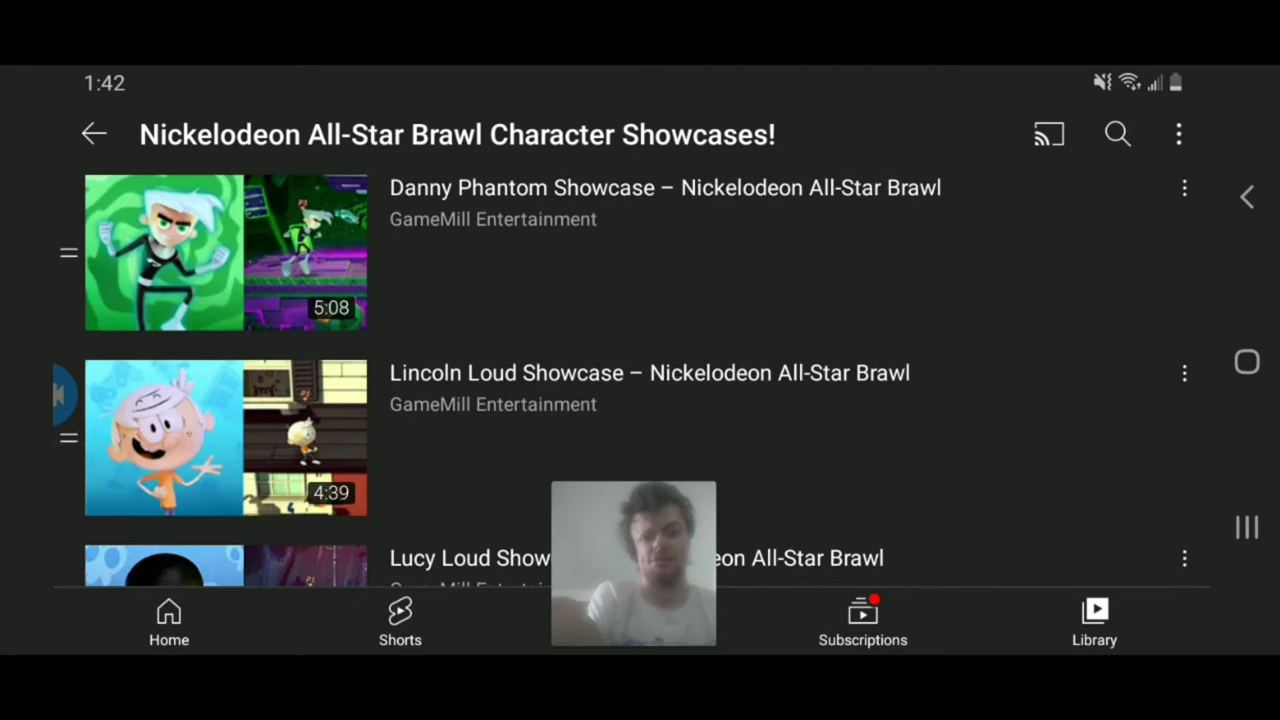 1:42
Nickelodeon All-Star Brawl Character Showcases!
Danny Phantom Showcase – Nickelodeon All-Star Brawl
GameMill Entertainment
5:08
Lincoln Loud Showcase – Nickelodeon All-Star Brawl
GameMill Entertainment
4:39
Lucy Loud Show eon All-Star Brawl
Home
Shorts
Subscriptions
Library